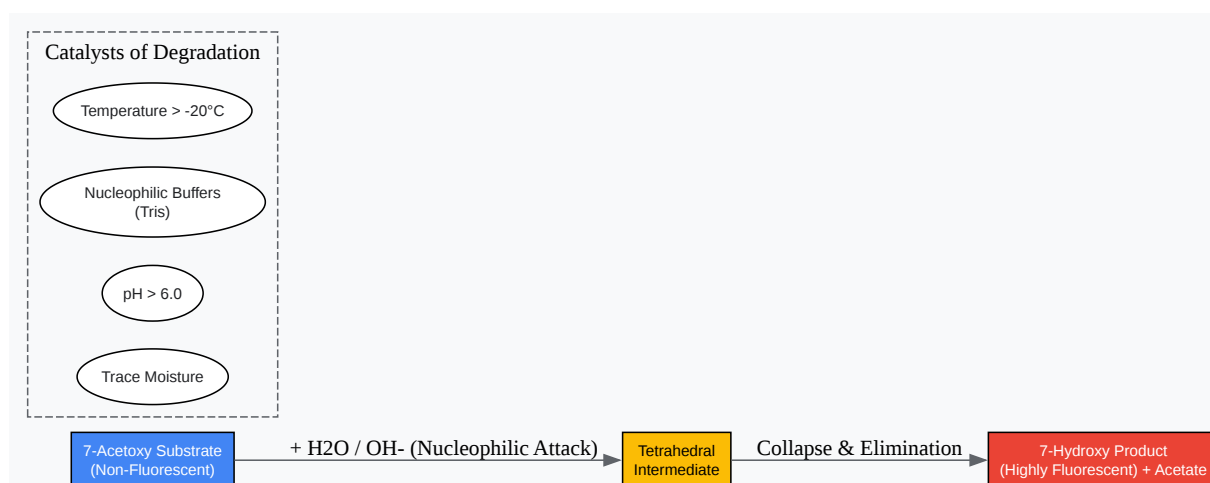 Catalysts of Degradation
Temperature > -20°C
Nucleophilic Buffers
(Tris)
pH > 6.0
Trace Moisture
7-Acetoxy Substrate
(Non-Fluorescent)
+ H2O / OH- (Nucleophilic Attack)
Tetrahedral
Intermediate
Collapse & Elimination
7-Hydroxy Product
(Highly Fluorescent) + Acetate